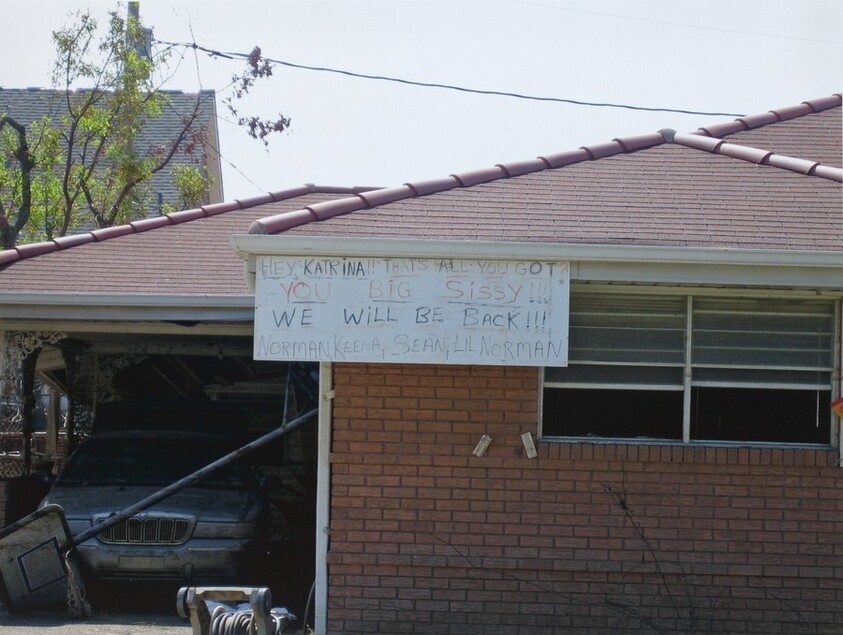 HEY, KATRINA!! THAT'S ALL YOU GOT?
YOU BIG SISSY!!!
WE WILL BE BACK!!!
NORMAN, KEENA, SEAN, LIL NORMAN